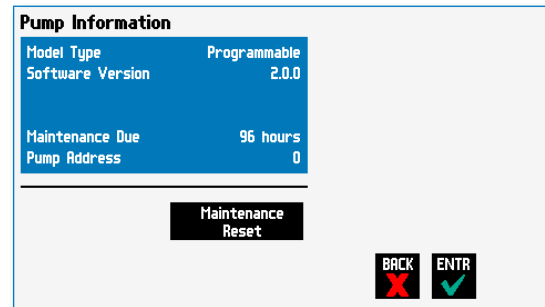 Pump Information
Model Type Programmable
Software Version 2.0.0
Maintenance Due 96 hours
Pump Address 0
Maintenance
Reset
BACK ENTR